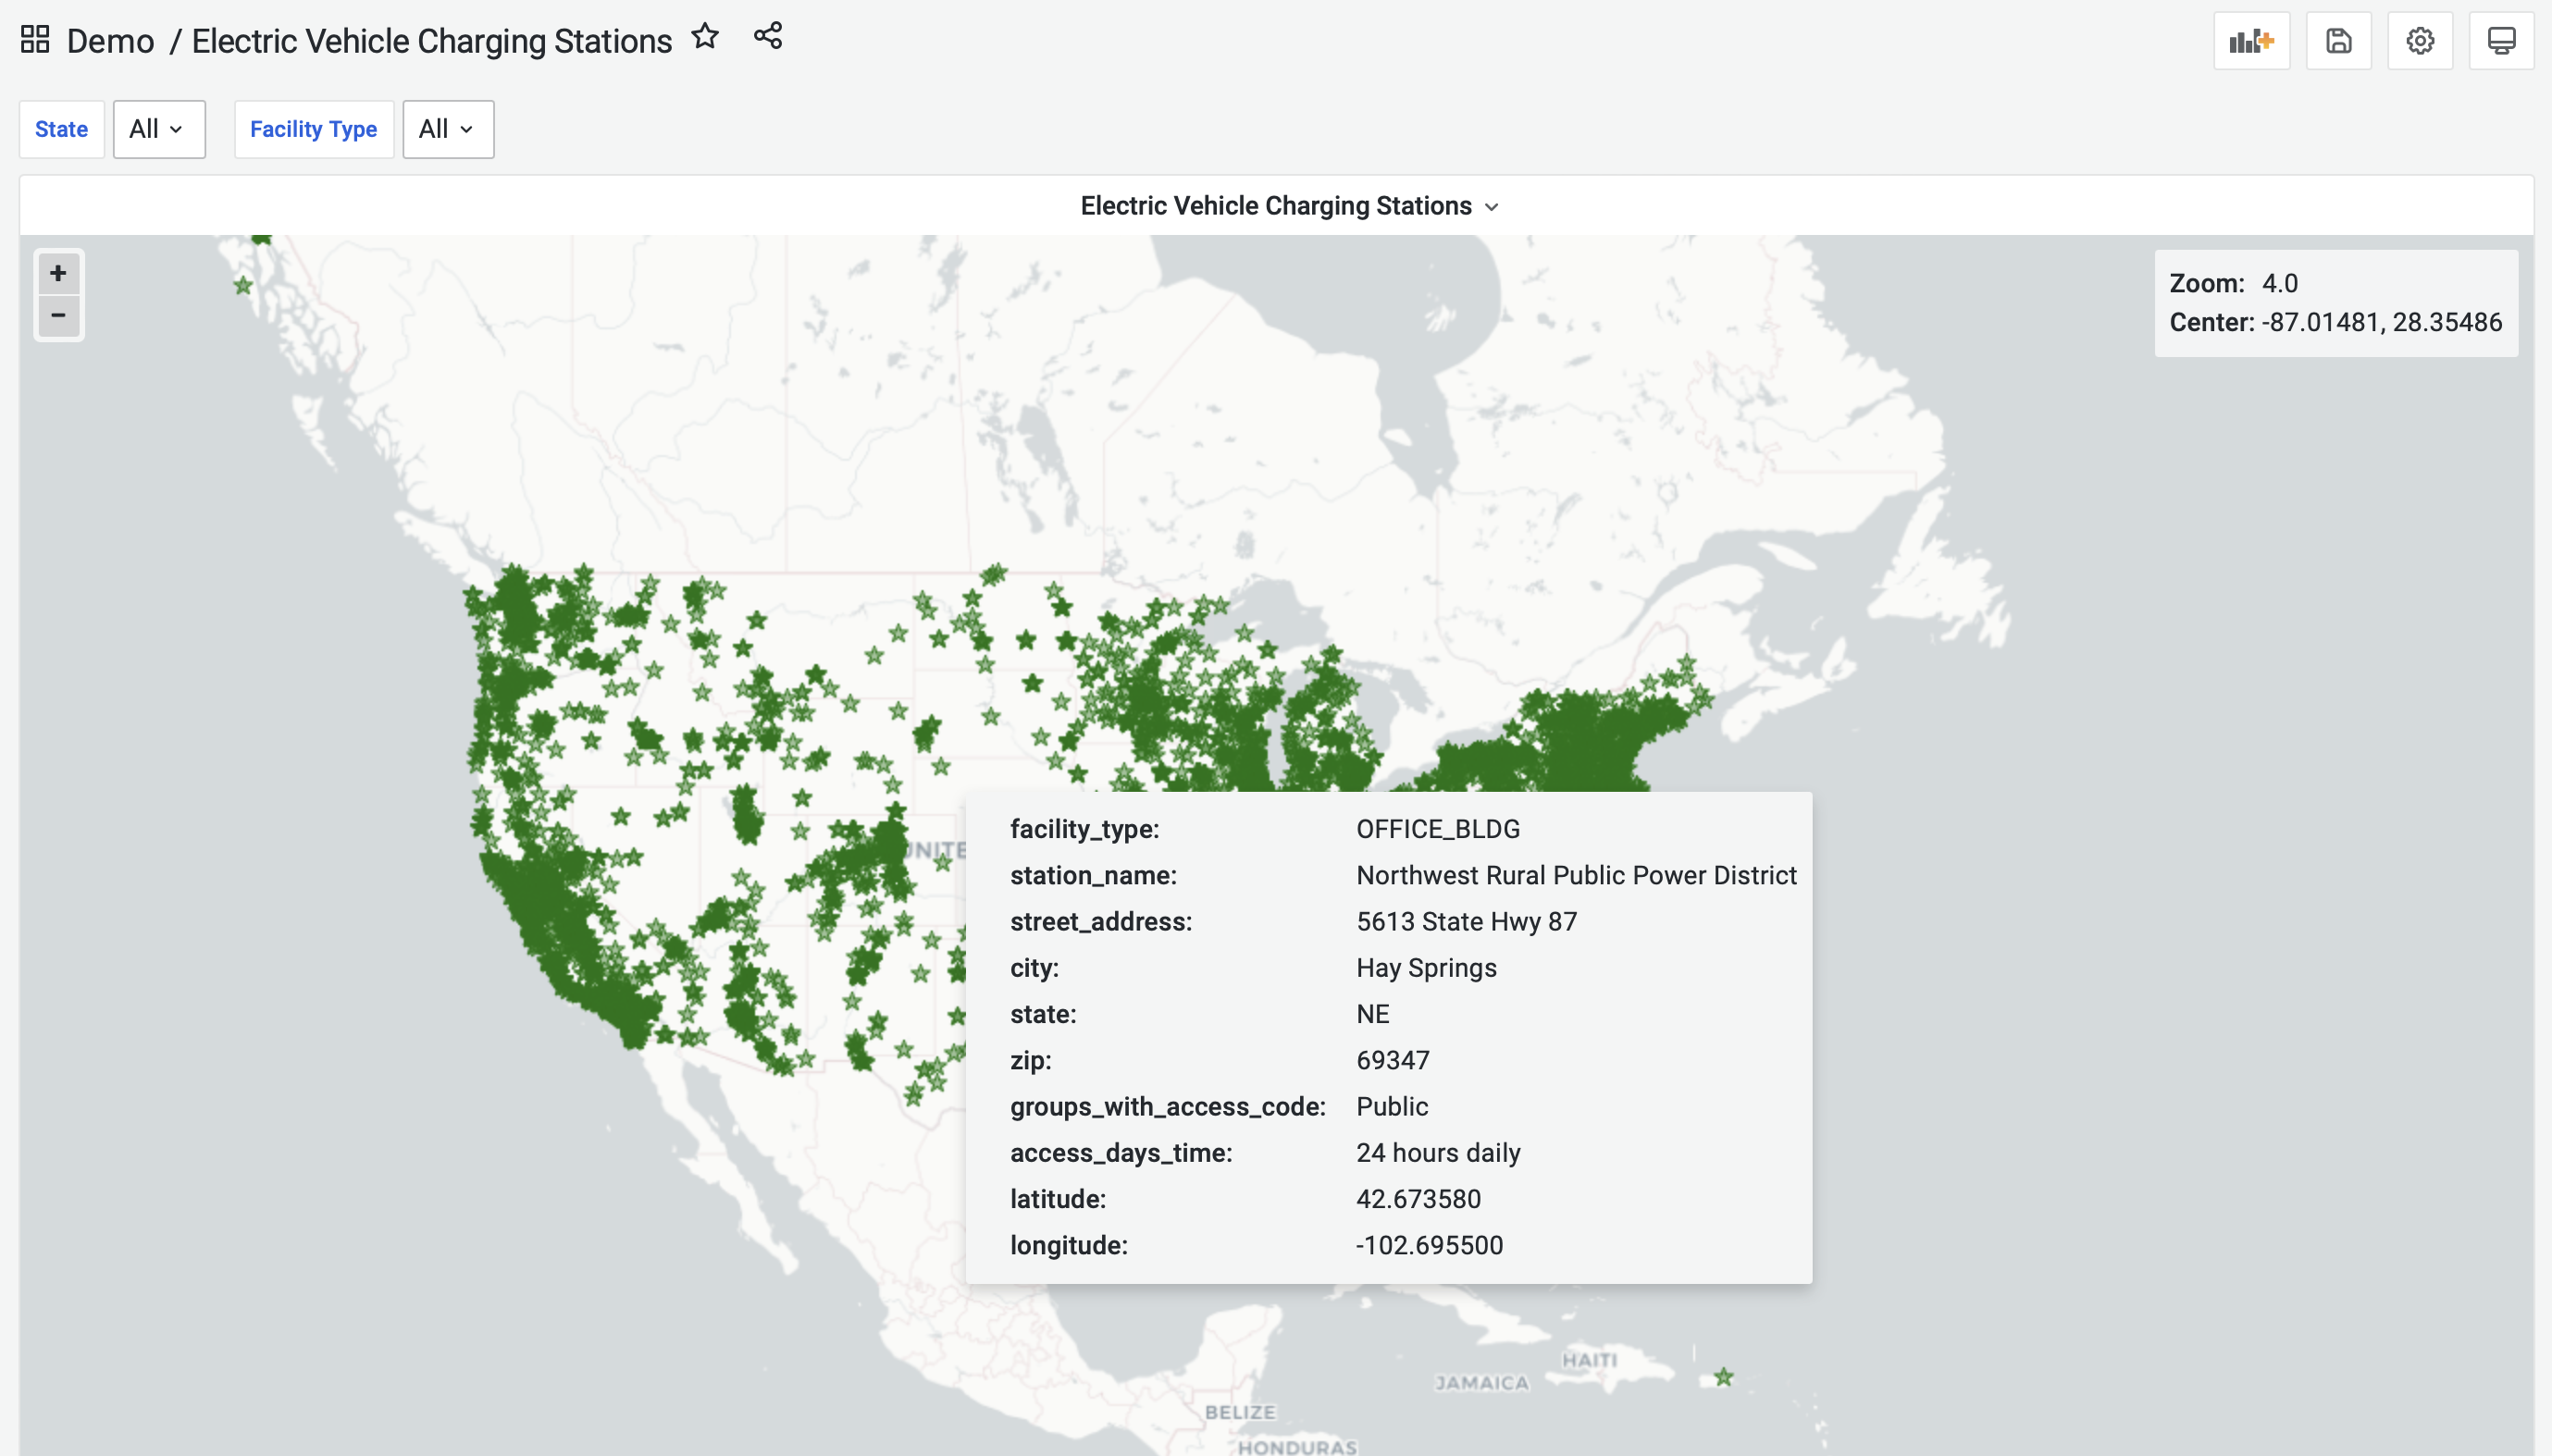 Demo / Electric Vehicle Charging Stations
State All Facility Type All
Electric Vehicle Charging Stations
+
−
Zoom: 4.0
Center: -87.01481, 28.35486
UNITE
facility_type: OFFICE_BLDG
station_name: Northwest Rural Public Power District
street_address: 5613 State Hwy 87
city: Hay Springs
state: NE
zip: 69347
groups_with_access_code: Public
access_days_time: 24 hours daily
latitude: 42.673580
longitude: -102.695500
HAITI
JAMAICA
BELIZE
HONDURAS